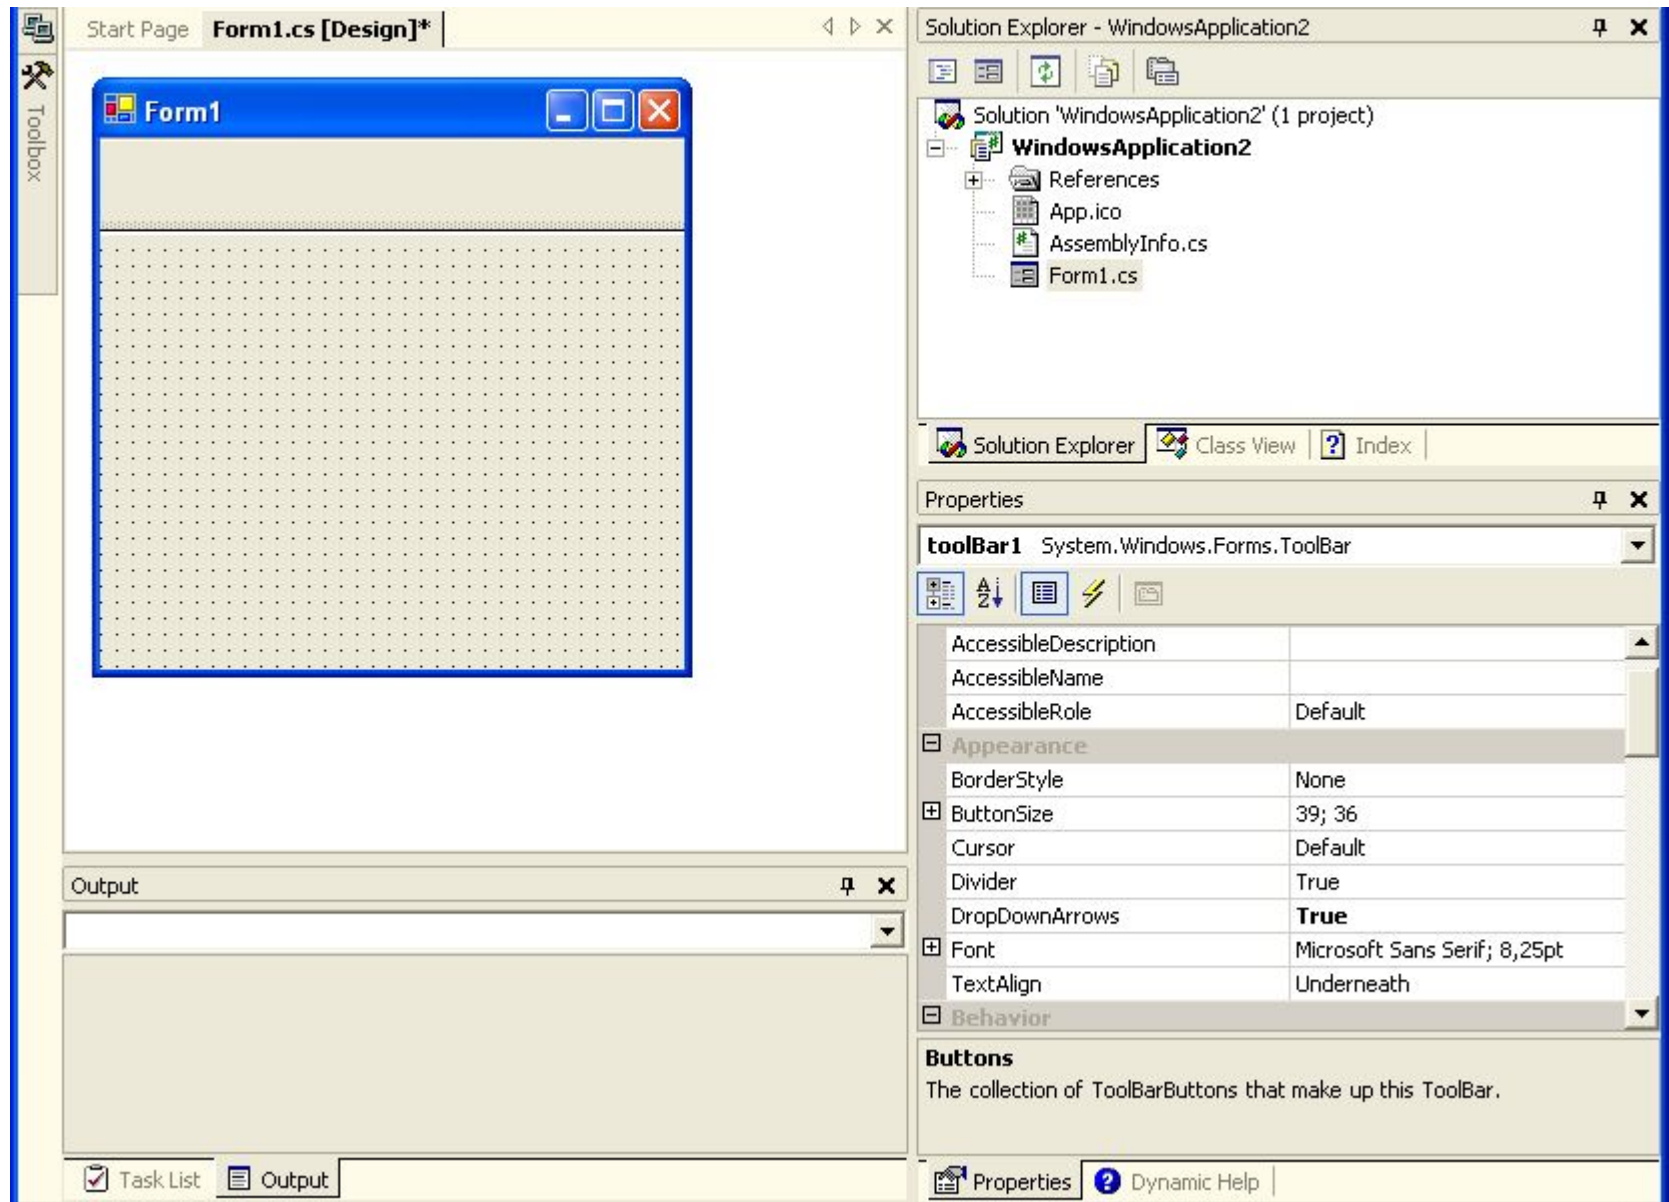 Start Page Form1.cs [Design]*
Toolbox
Form1
Output
Task List Output
Solution Explorer - WindowsApplication2
Solution 'WindowsApplication2' (1 project)
WindowsApplication2
References
App.ico
AssemblyInfo.cs
Form1.cs
Solution Explorer Class View Index
Properties
toolBar1 System.Windows.Forms.ToolBar
AccessibleDescription
AccessibleName
AccessibleRole Default
Appearance
BorderStyle None
ButtonSize 39; 36
Cursor Default
Divider True
DropDownArrows True
Font Microsoft Sans Serif; 8,25pt
TextAlign Underneath
Behavior
Buttons
The collection of ToolBarButtons that make up this ToolBar.
Properties Dynamic Help